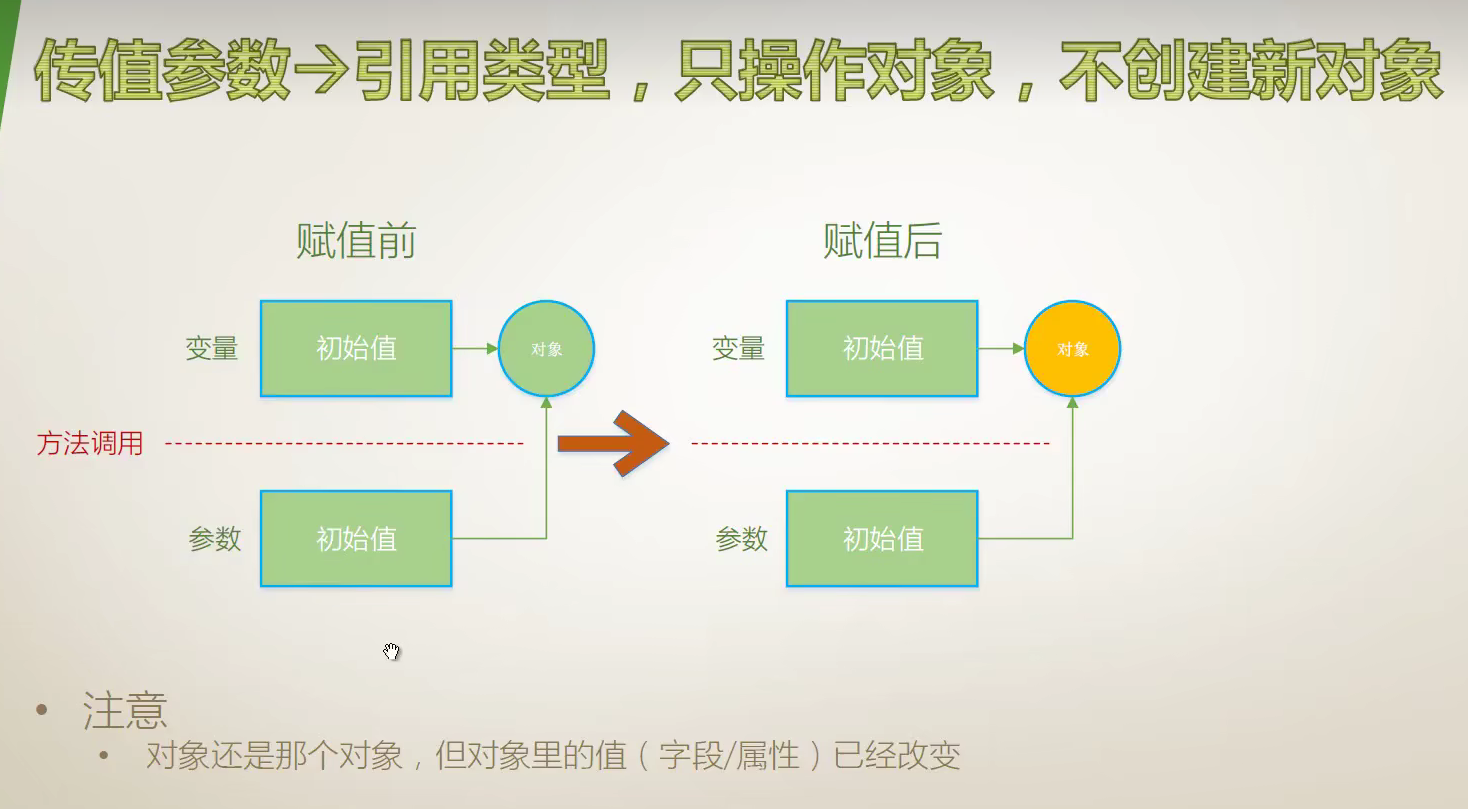 传值参数→引用类型，只操作对象，不创建新对象
赋值前
赋值后
变量
初始值
对象
变量
初始值
对象
方法调用
参数
初始值
参数
初始值
• 注意
• 对象还是那个对象，但对象里的值（字段/属性）已经改变